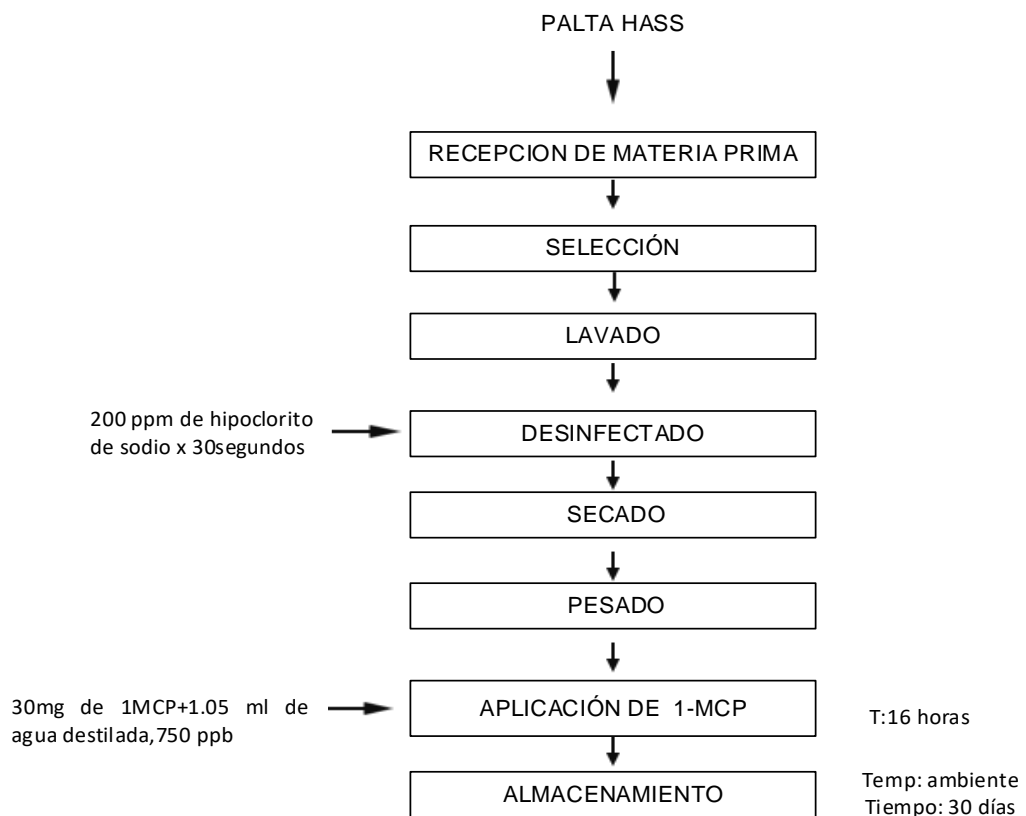 PALTA HASS
RECEPCION DE MATERIA PRIMA
SELECCIÓN
LAVADO
200 ppm de hipoclorito
de sodio x 30segundos
DESINFECTADO
SECADO
PESADO
30mg de 1MCP+1.05 ml de
agua destilada,750 ppb
APLICACIÓN DE 1-MCP
T:16 horas
ALMACENAMIENTO
Temp: ambiente
Tiempo: 30 días